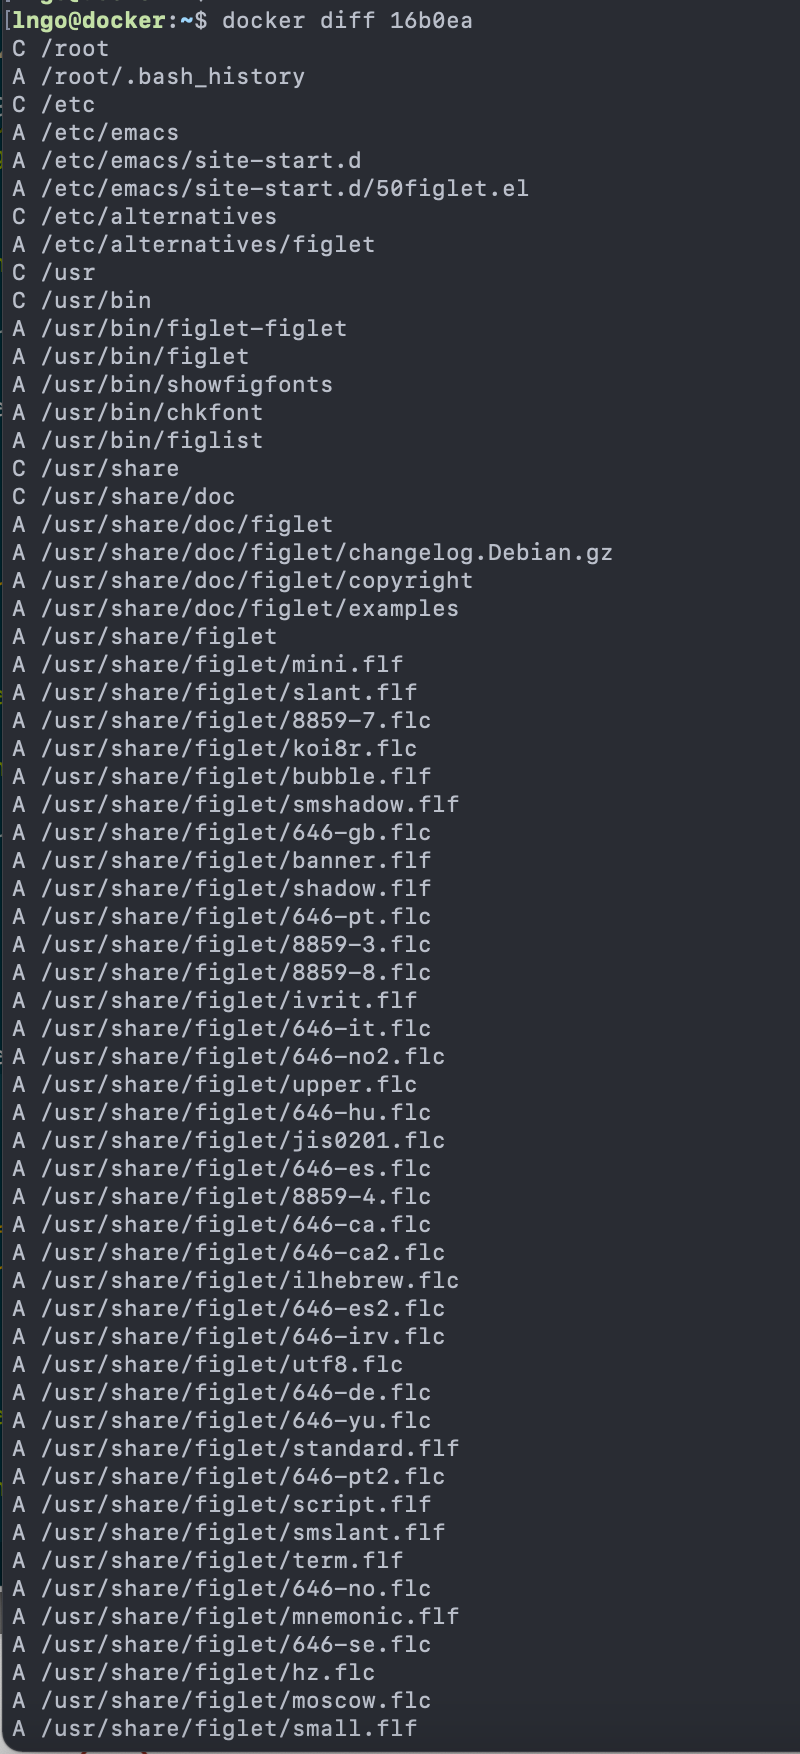 [lngo@docker:~$ docker diff 16b0ea
C /root
A /root/.bash_history
C /etc
A /etc/emacs
A /etc/emacs/site-start.d
A /etc/emacs/site-start.d/50figlet.el
C /etc/alternatives
A /etc/alternatives/figlet
C /usr
C /usr/bin
A /usr/bin/figlet-figlet
A /usr/bin/figlet
A /usr/bin/showfigfonts
A /usr/bin/chkfont
A /usr/bin/figlist
C /usr/share
C /usr/share/doc
A /usr/share/doc/figlet
A /usr/share/doc/figlet/changelog.Debian.gz
A /usr/share/doc/figlet/copyright
A /usr/share/doc/figlet/examples
A /usr/share/figlet
A /usr/share/figlet/mini.flf
A /usr/share/figlet/slant.flf
A /usr/share/figlet/8859-7.flc
A /usr/share/figlet/koi8r.flc
A /usr/share/figlet/bubble.flf
A /usr/share/figlet/smshadow.flf
A /usr/share/figlet/646-gb.flc
A /usr/share/figlet/banner.flf
A /usr/share/figlet/shadow.flf
A /usr/share/figlet/646-pt.flc
A /usr/share/figlet/8859-3.flc
A /usr/share/figlet/8859-8.flc
A /usr/share/figlet/ivrit.flf
A /usr/share/figlet/646-it.flc
A /usr/share/figlet/646-no2.flc
A /usr/share/figlet/upper.flc
A /usr/share/figlet/646-hu.flc
A /usr/share/figlet/jis0201.flc
A /usr/share/figlet/646-es.flc
A /usr/share/figlet/8859-4.flc
A /usr/share/figlet/646-ca.flc
A /usr/share/figlet/646-ca2.flc
A /usr/share/figlet/ilhebrew.flc
A /usr/share/figlet/646-es2.flc
A /usr/share/figlet/646-irv.flc
A /usr/share/figlet/utf8.flc
A /usr/share/figlet/646-de.flc
A /usr/share/figlet/646-yu.flc
A /usr/share/figlet/standard.flf
A /usr/share/figlet/646-pt2.flc
A /usr/share/figlet/script.flf
A /usr/share/figlet/smslant.flf
A /usr/share/figlet/term.flf
A /usr/share/figlet/646-no.flc
A /usr/share/figlet/mnemonic.flf
A /usr/share/figlet/646-se.flc
A /usr/share/figlet/hz.flc
A /usr/share/figlet/moscow.flc
A /usr/share/figlet/small.flf